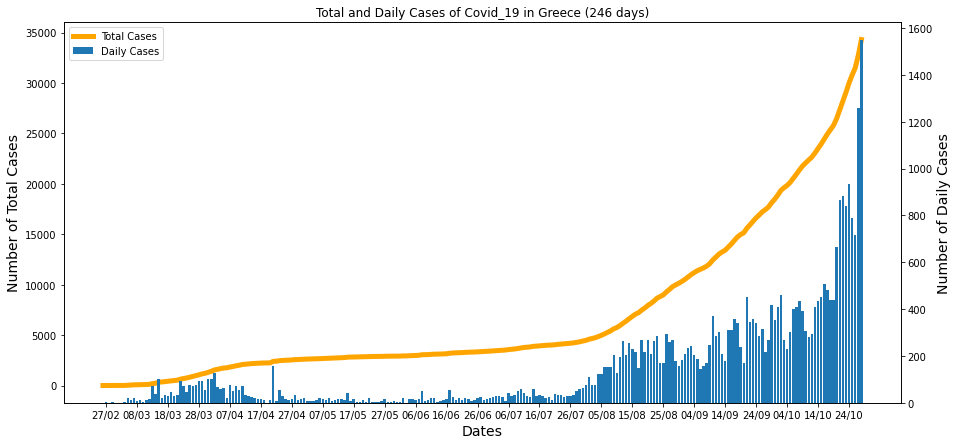 Total and Daily Cases of Covid_19 in Greece (246 days)
Total Cases
Daily Cases
Number of Total Cases
35000
30000
25000
20000
15000
10000
5000
0
1600
1400
1200
1000
800
600
400
200
0
Number of Daily Cases
27/02 08/03 18/03 28/03 07/04 17/04 27/04 07/05 17/05 27/05 06/06 16/06 26/06 06/07 16/07 26/07 05/08 15/08 25/08 04/09 14/09 24/09 04/10 14/10 24/10
Dates